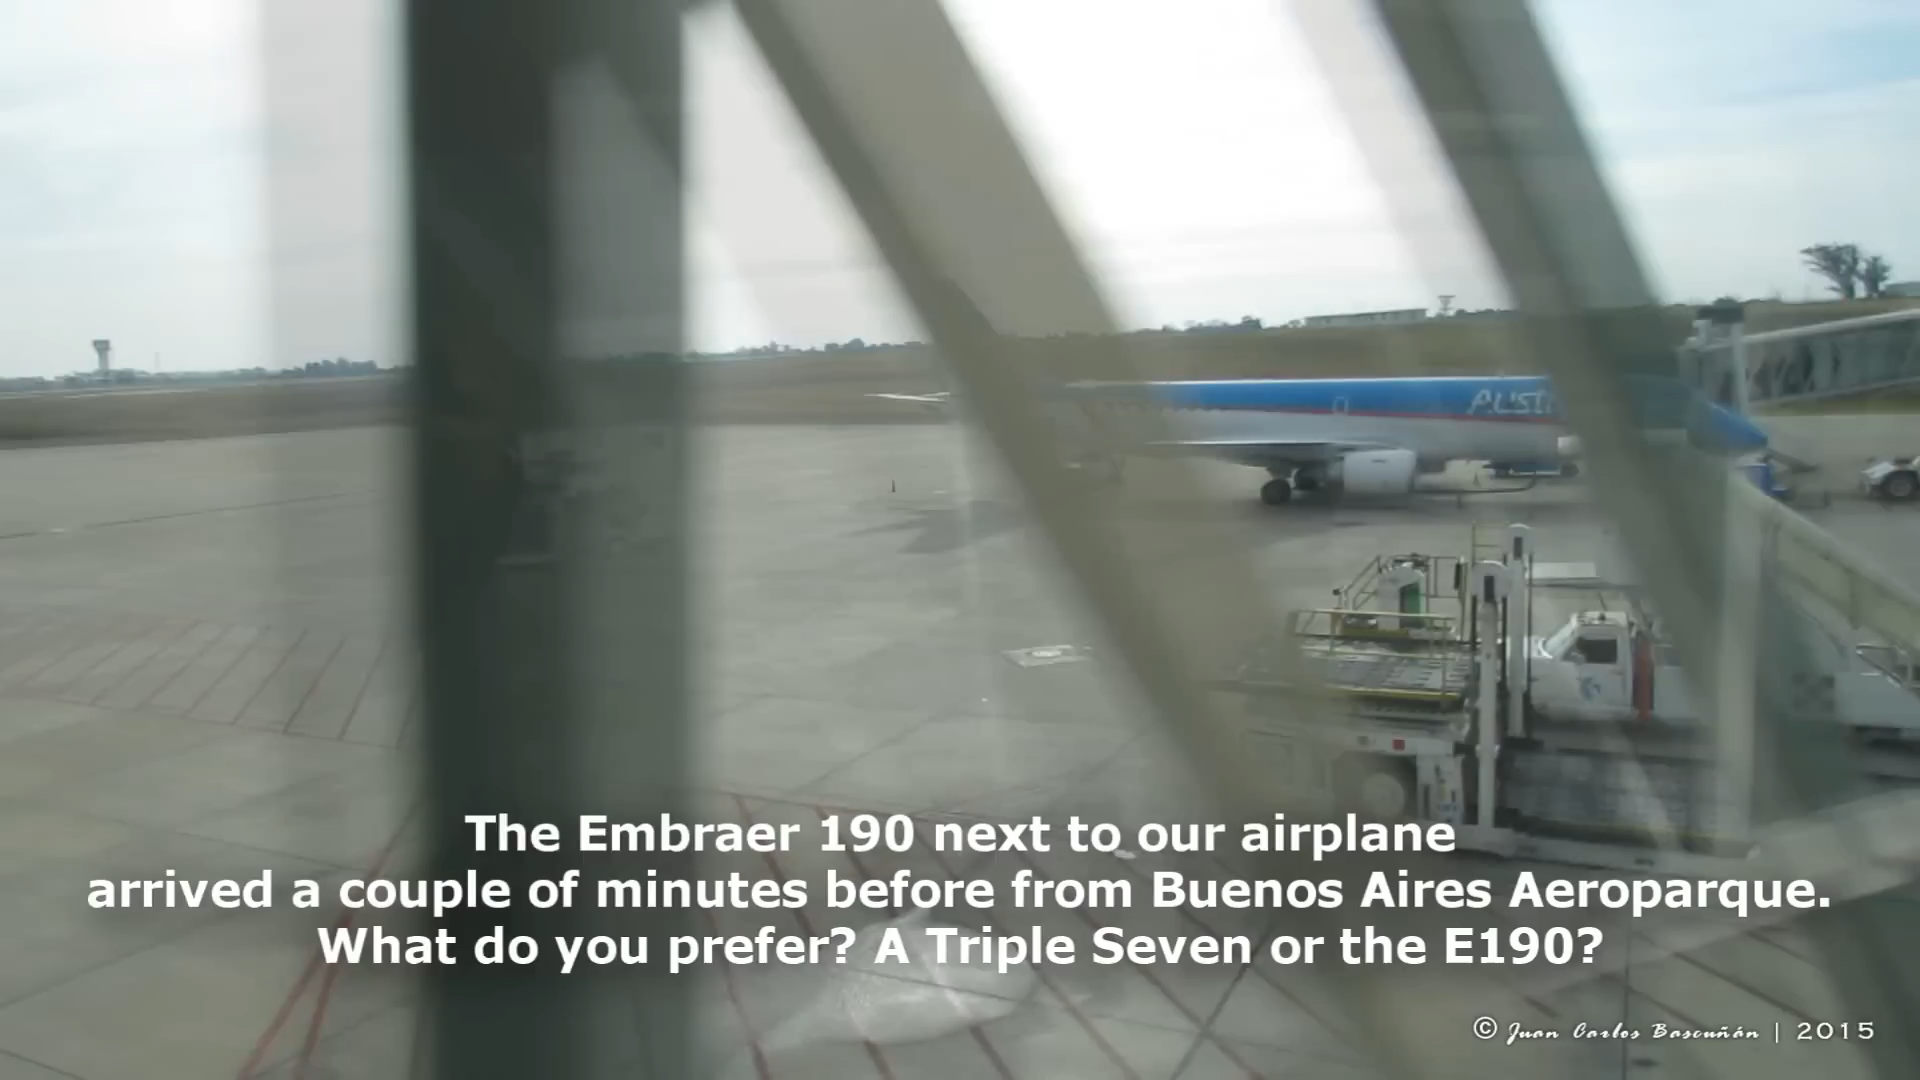 The Embraer 190 next to our airplane
arrived a couple of minutes before from Buenos Aires Aeroparque.
What do you prefer? A Triple Seven or the E190?
© Juan Carlos Bascuñán | 2015